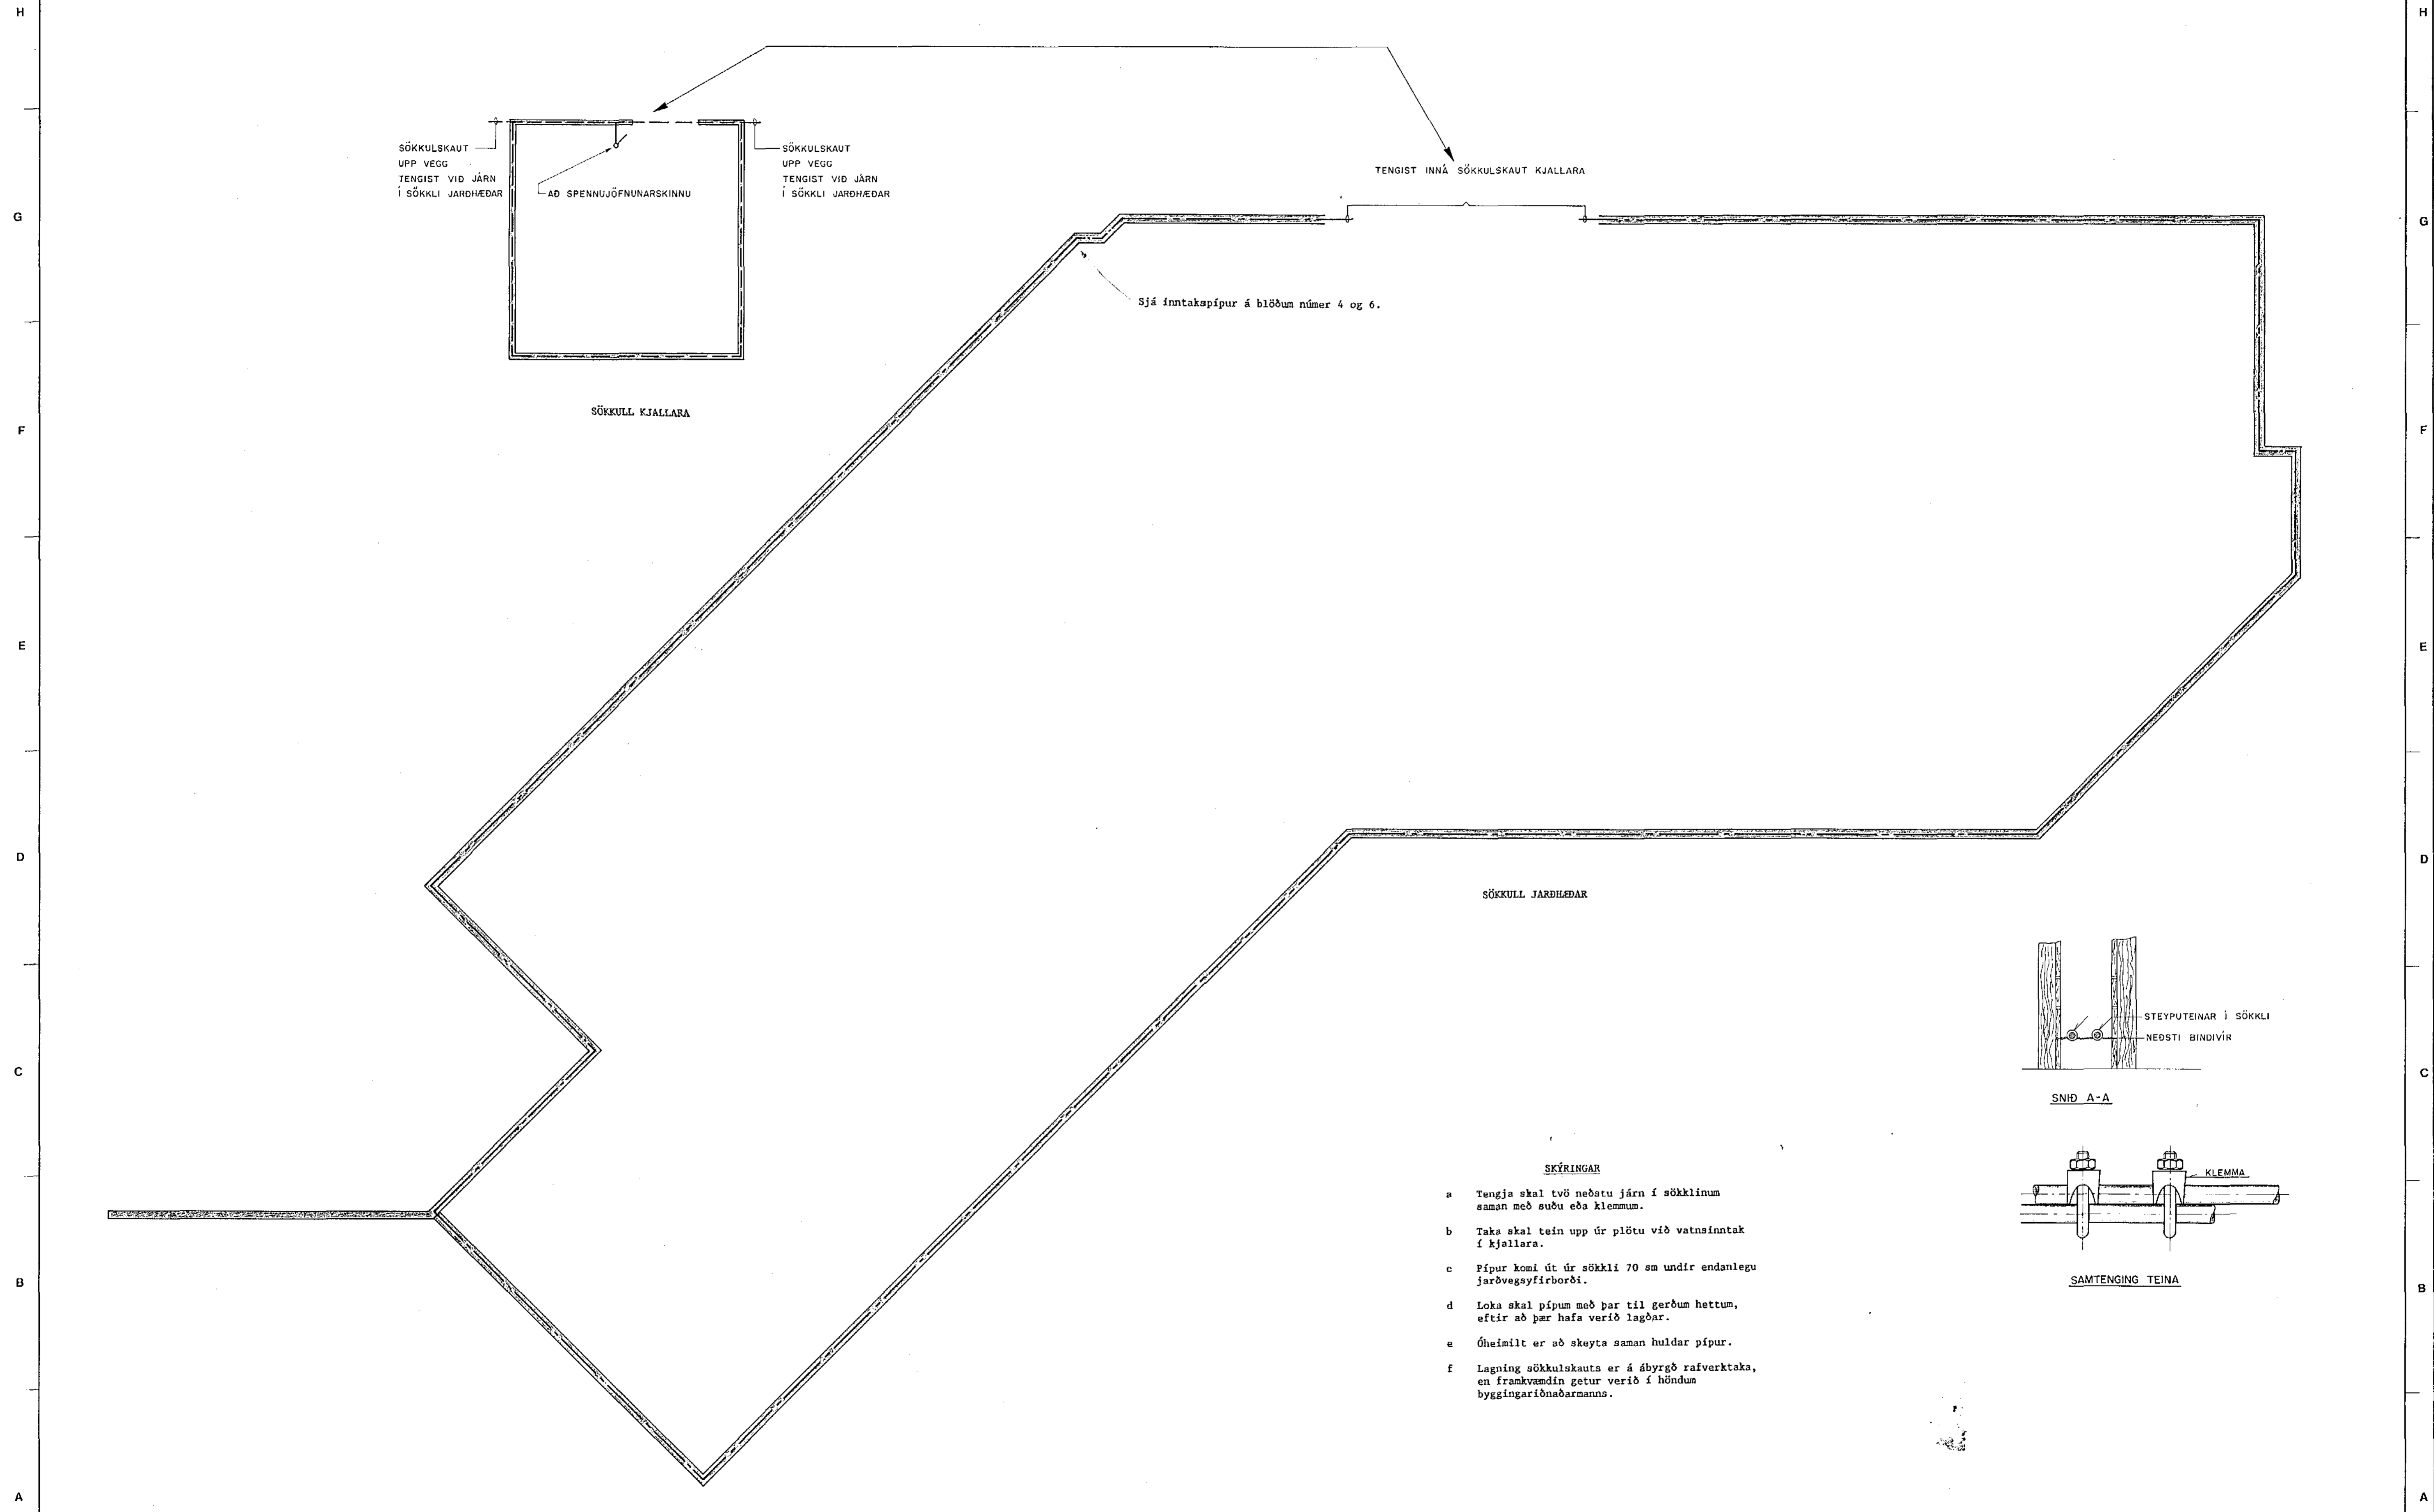 H
H
SÖKKULSKAUT
UPP VEGG
TENGIST VIÐ JÁRN
Í SÖKKLI JARÐHÆÐAR
AÐ SPENNUJÖFNUNARSKINNU
SÖKKULSKAUT
UPP VEGG
TENGIST VIÐ JÁRN
Í SÖKKLI JARÐHÆÐAR
TENGIST INNÁ SÖKKULSKAUT KJALLARA
G
G
Sjá inntakspípur á blöðum númer 4 og 6.
SÖKKULL KJALLARA
F
F
E
E
D
D
SÖKKULL JARÐHÆÐAR
STEYPUTEINAR Í SÖKKLI
NEÐSTI BINDIVÍR
C
C
SNIÐ A-A
SKÝRINGAR
a Tengja skal tvö neðstu járn í sökklinum
saman með suðu eða klemmum.
b Taka skal tein upp úr plötu við vatnsinntak
í kjallara.
c Pípur komi út úr sökkli 70 sm undir endanlegu
jarðvegsyfirborði.
d Loka skal pípum með þar til gerðum hettum,
eftir að þær hafa verið lagðar.
e Óheimilt er að skeyta saman huldar pípur.
f Lagning sökkulskauts er á ábyrgð rafverktaka,
en framkvæmdin getur verið í höndum
byggingariðnaðarmanns.
KLEMMA
SAMTENGING TEINA
B
B
A
A